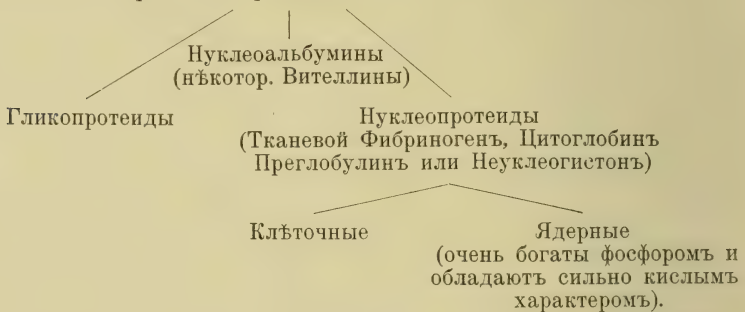 Нуклеоальбумины
(нѣкотор. Вителлины)
Гликопротеиды
Нуклеопротеиды
(Тканевой Фибриногенъ, Цитоглобинъ
Преглобулинъ или Неуклеогистонъ)
Клѣточные
Ядерные
(очень богаты фосфоромъ и
обладаютъ сильно кислымъ
характеромъ).